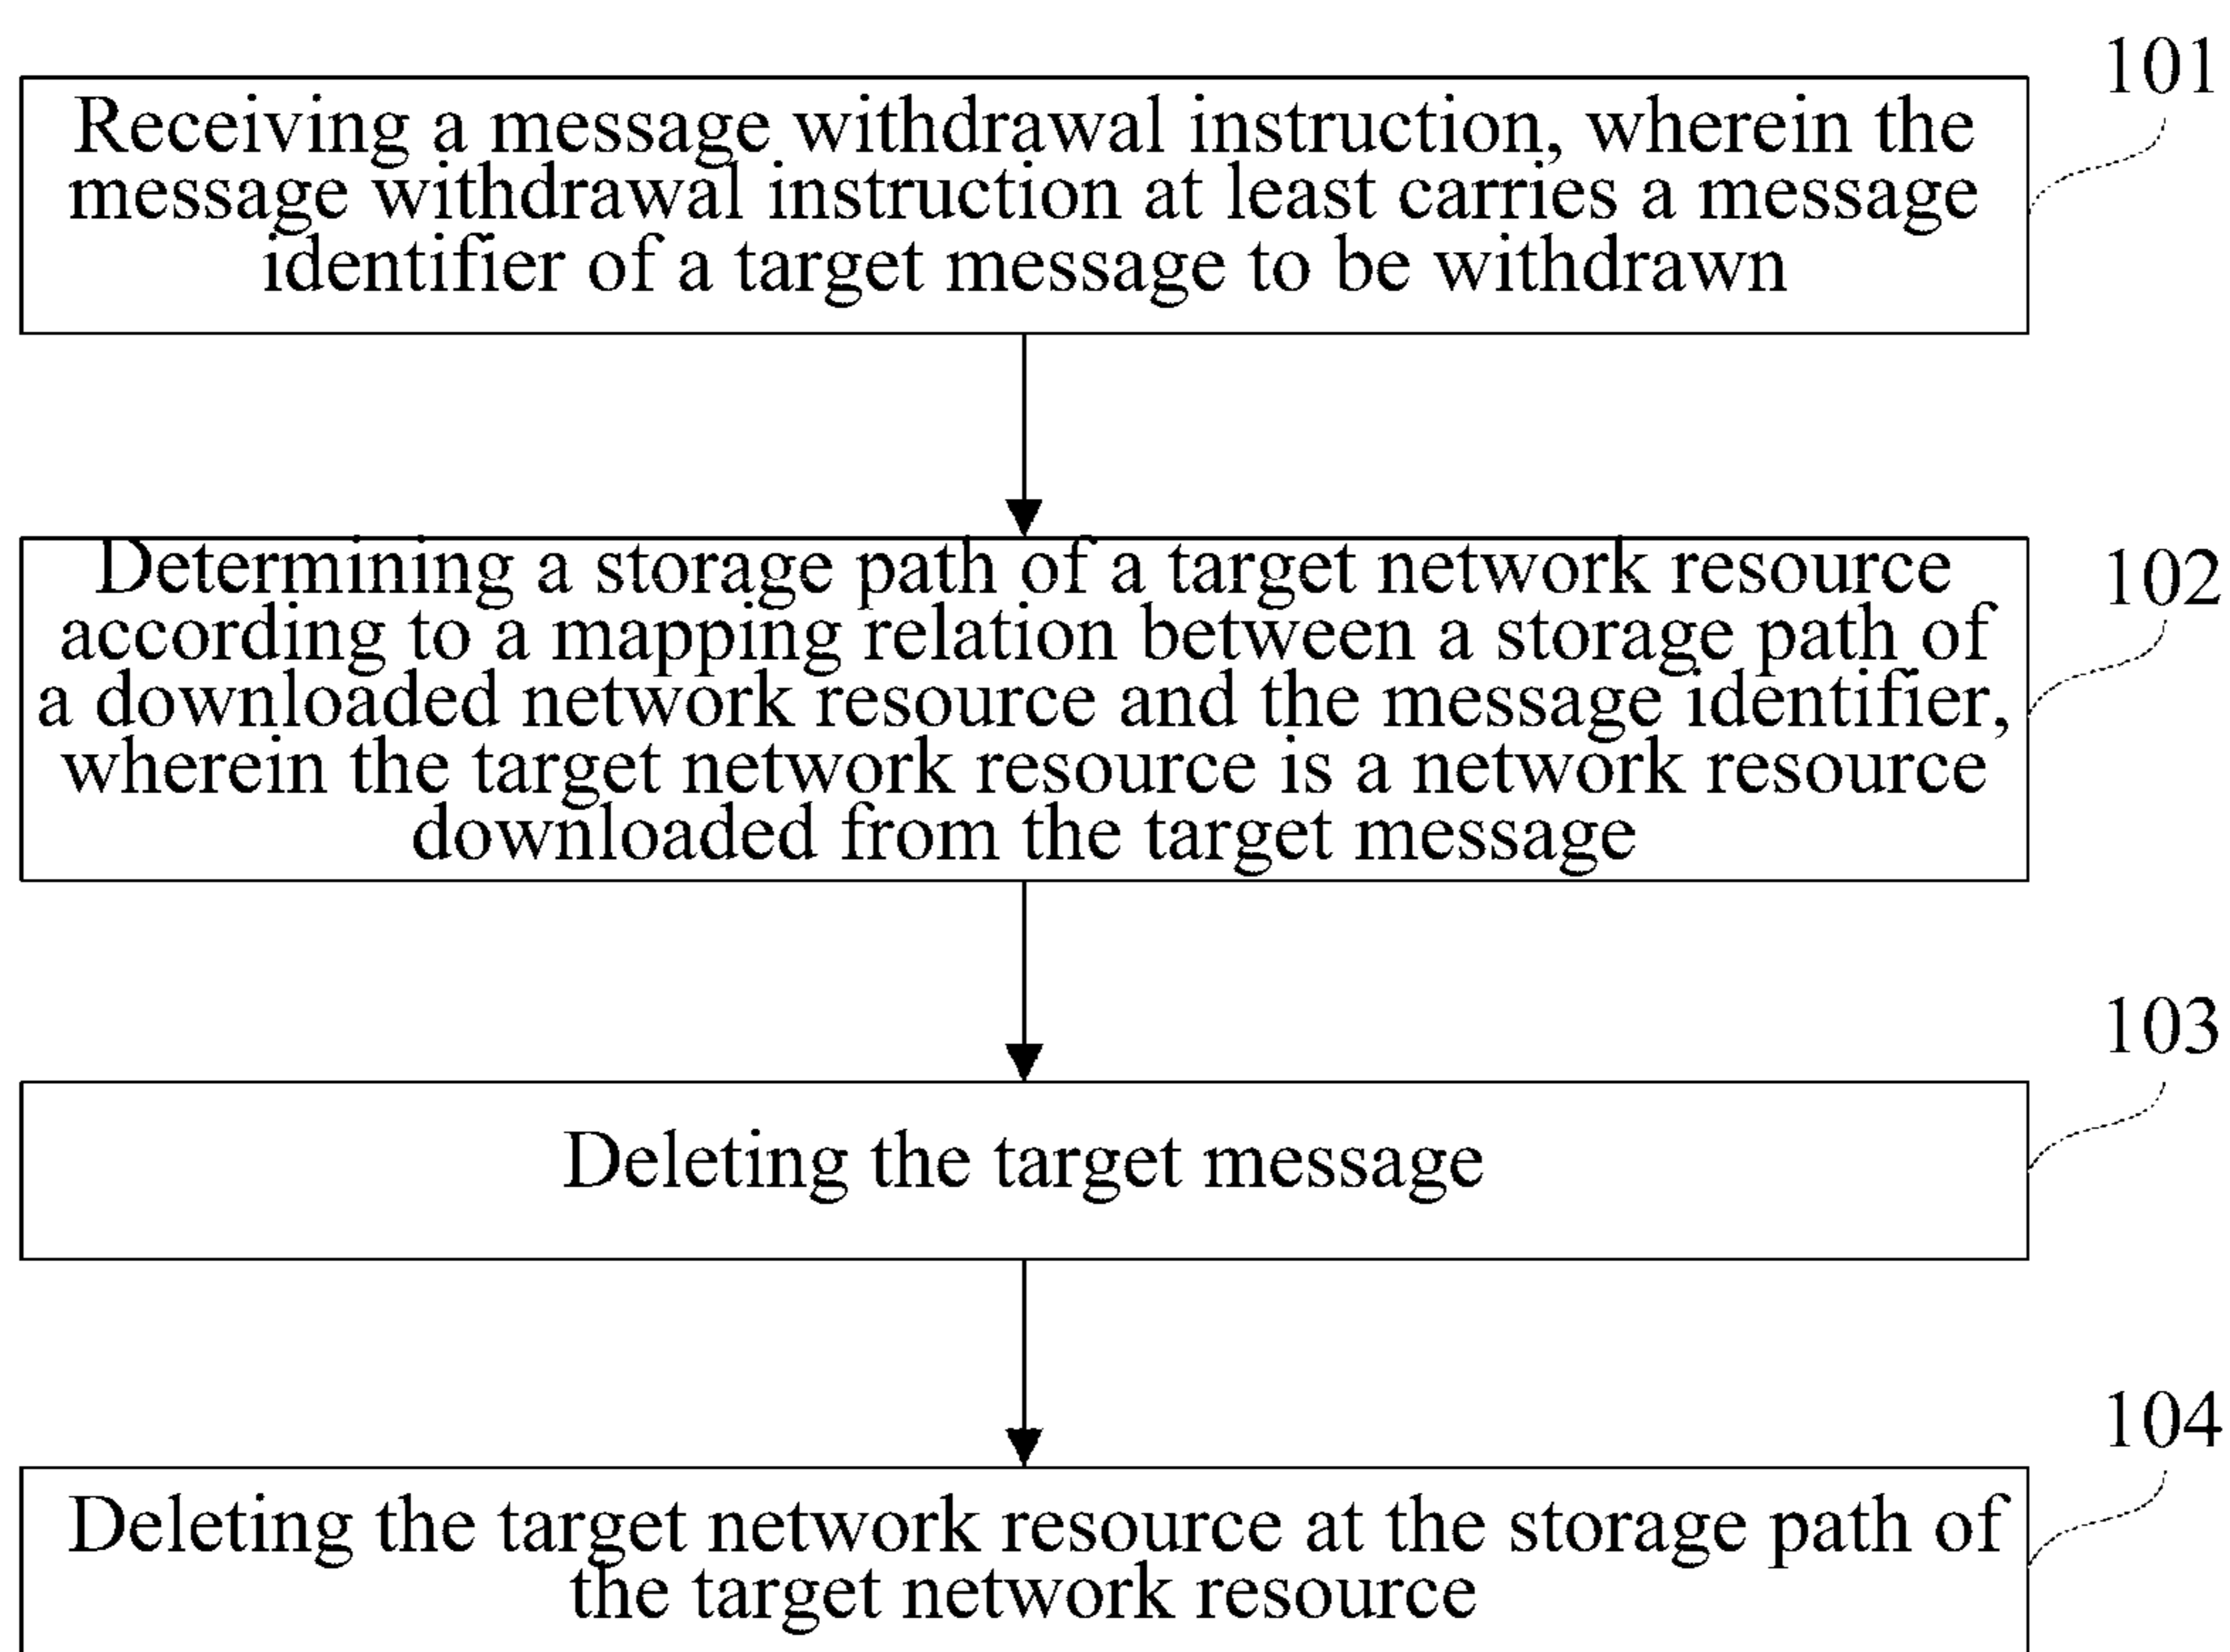 101
Receiving a message withdrawal instruction, wherein the
message withdrawal instruction at least carries a message
identifier of a target message to be withdrawn
102
Determining a storage path of a target network resource
according to a mapping relation between a storage path of
a downloaded network resource and the message identifier,
wherein the target network resource is a network resource
downloaded from the target message
103
Deleting the target message
104
Deleting the target network resource at the storage path of
the target network resource